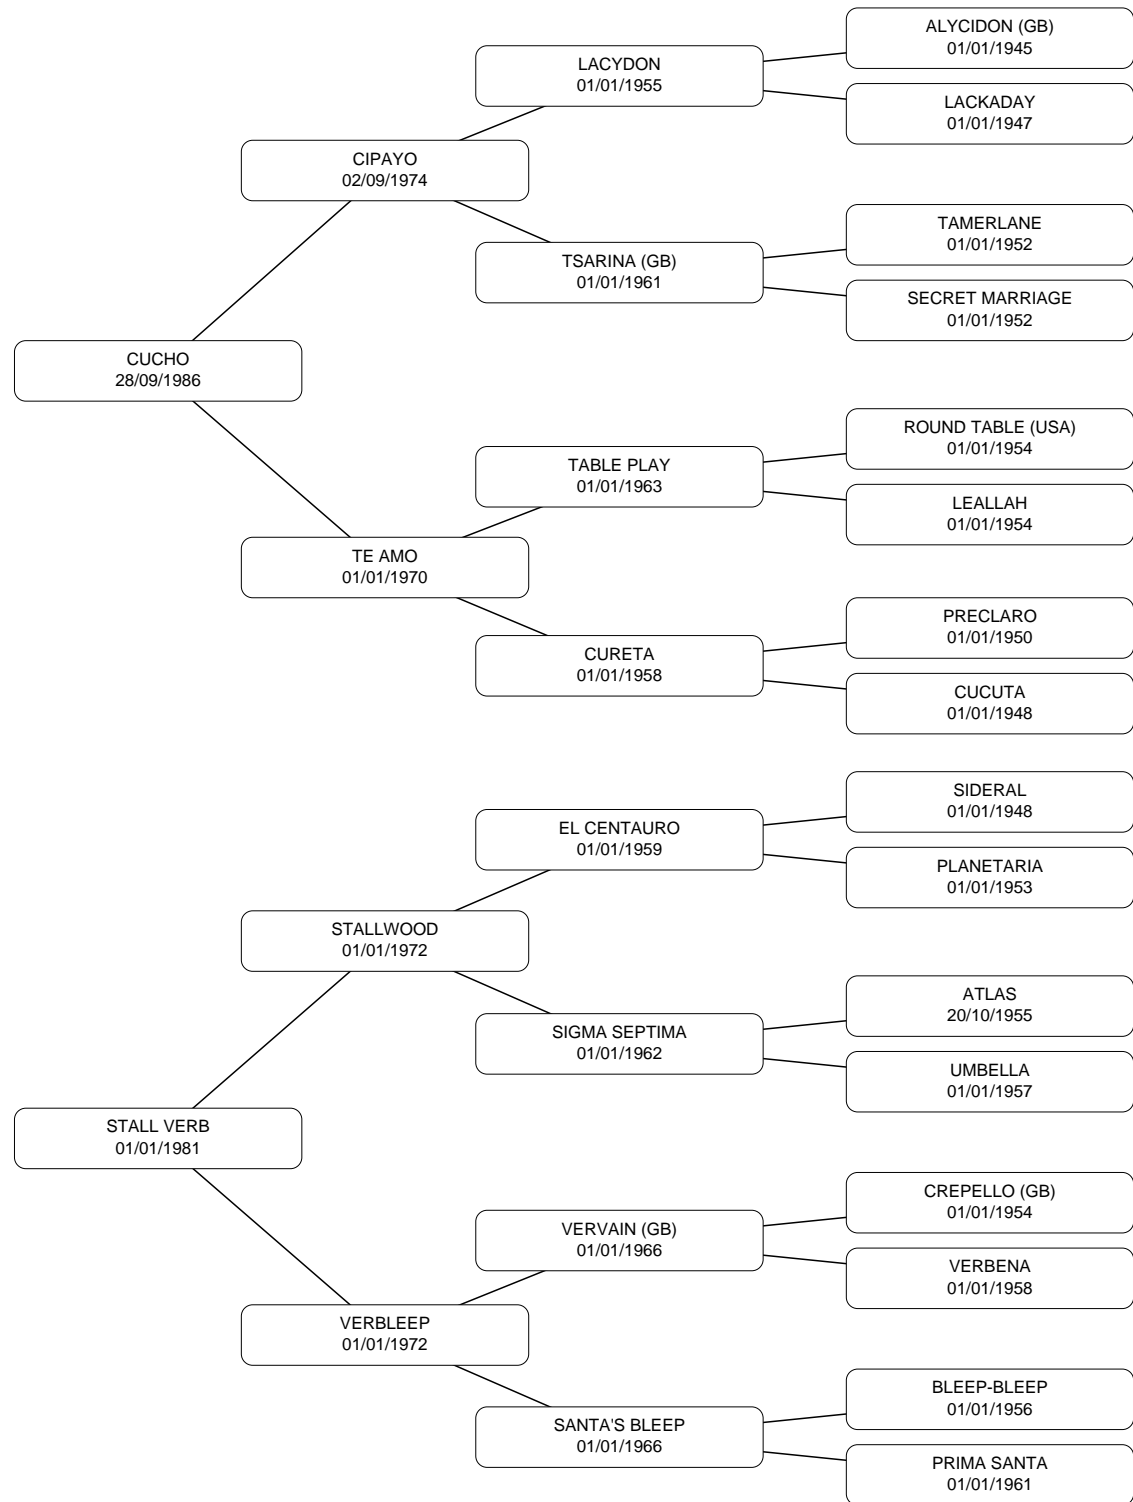 ALYCIDON (GB)
01/01/1945
LACYDON
01/01/1955
LACKADAY
01/01/1947
CIPAYO
02/09/1974
TAMERLANE
01/01/1952
TSARINA (GB)
01/01/1961
SECRET MARRIAGE
01/01/1952
CUCHO
28/09/1986
ROUND TABLE (USA)
01/01/1954
TABLE PLAY
01/01/1963
LEALLAH
01/01/1954
TE AMO
01/01/1970
PRECLARO
01/01/1950
CURETA
01/01/1958
CUCUTA
01/01/1948
SIDERAL
01/01/1948
EL CENTAURO
01/01/1959
PLANETARIA
01/01/1953
STALLWOOD
01/01/1972
ATLAS
20/10/1955
SIGMA SEPTIMA
01/01/1962
UMBELLA
01/01/1957
STALL VERB
01/01/1981
CREPELLO (GB)
01/01/1954
VERVAIN (GB)
01/01/1966
VERBENA
01/01/1958
VERBLEEP
01/01/1972
BLEEP-BLEEP
01/01/1956
SANTA'S BLEEP
01/01/1966
PRIMA SANTA
01/01/1961